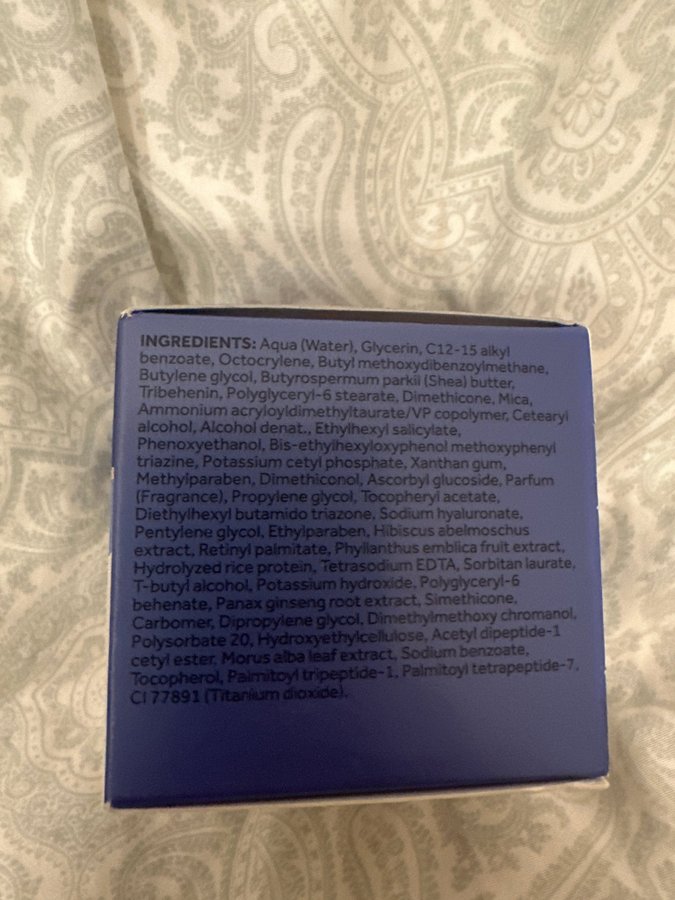 INGREDIENTS: Aqua (Water), Glycerin, C12-15 alkyl
benzoate, Octocrylene, Butyl methoxydibenzoylmethane,
Butylene glycol, Butyrospermum parkii (Shea) butter,
Tribehenin, Polyglyceryl-6 stearate, Dimethicone, Mica,
Ammonium acryloyldimethyltaurate/VP copolymer, Cetearyl
alcohol, Alcohol denat., Ethylhexyl salicylate,
Phenoxyethanol, Bis-ethylhexyloxyphenol methoxyphenyl
triazine, Potassium cetyl phosphate, Xanthan gum,
Methylparaben, Dimethiconol, Ascorbyl glucoside, Parfum
(Fragrance), Propylene glycol, Tocopheryl acetate,
Diethylhexyl butamido triazone, Sodium hyaluronate,
Pentylene glycol, Ethylparaben, Hibiscus abelmoschus
extract, Retinyl palmitate, Phyllanthus emblica fruit extract,
Hydrolyzed rice protein, Tetrasodium EDTA, Sorbitan laurate,
T-butyl alcohol, Potassium hydroxide, Polyglyceryl-6
behenate, Panax ginseng root extract, Simethicone,
Carbomer, Dipropylene glycol, Dimethylmethoxy chromanol,
Polysorbate 20, Hydroxyethylcellulose, Acetyl dipeptide-1
cetyl ester, Morus alba leaf extract, Sodium benzoate,
Tocopherol, Palmitoyl tripeptide-1, Palmitoyl tetrapeptide-7,
CI 77891 (Titanium dioxide).